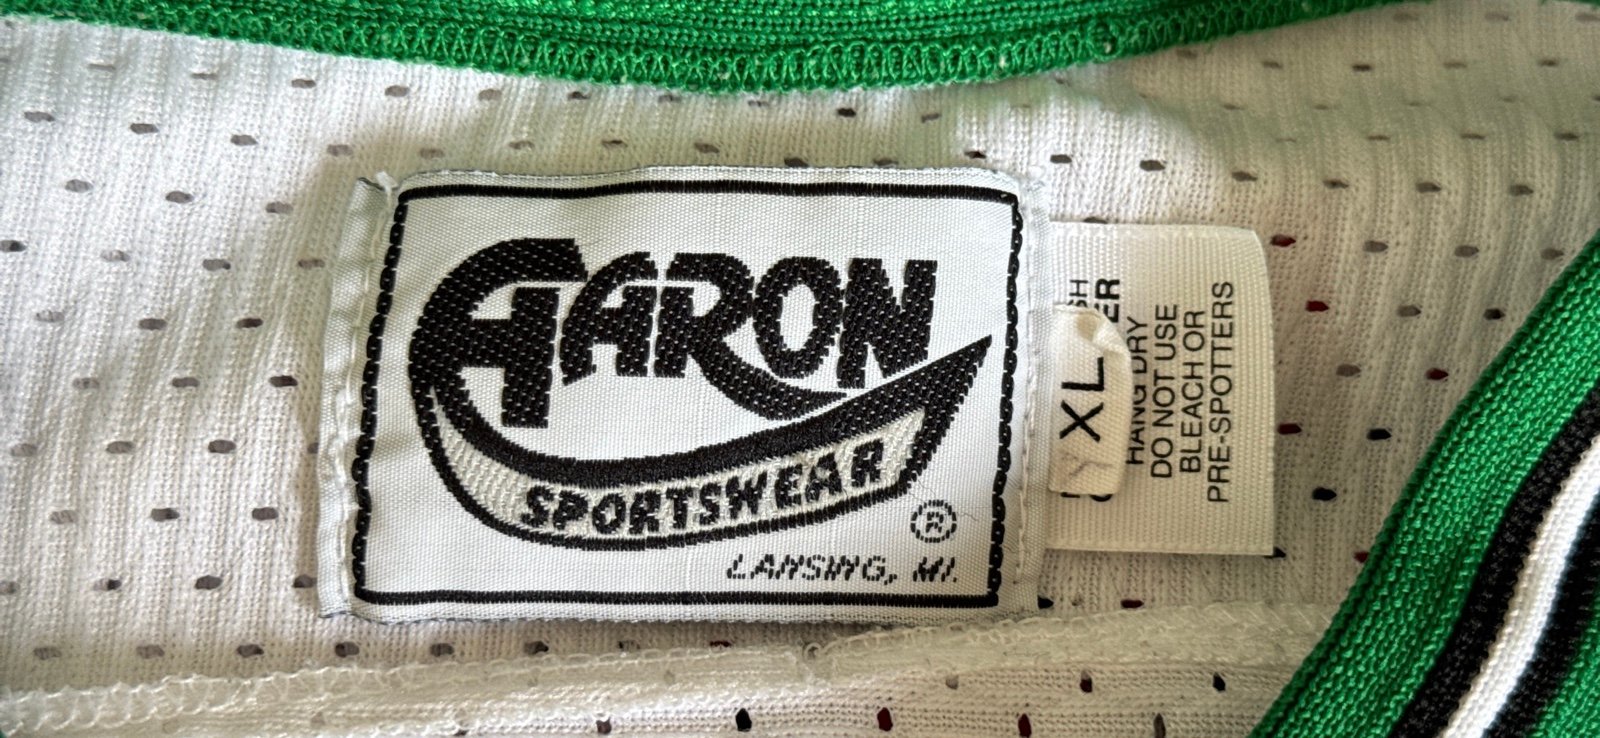 AARON
SPORTSWEAR
®
LANSING, MI.
XL
HANG DRY
DO NOT USE
BLEACH OR
PRE-SPOTTERS